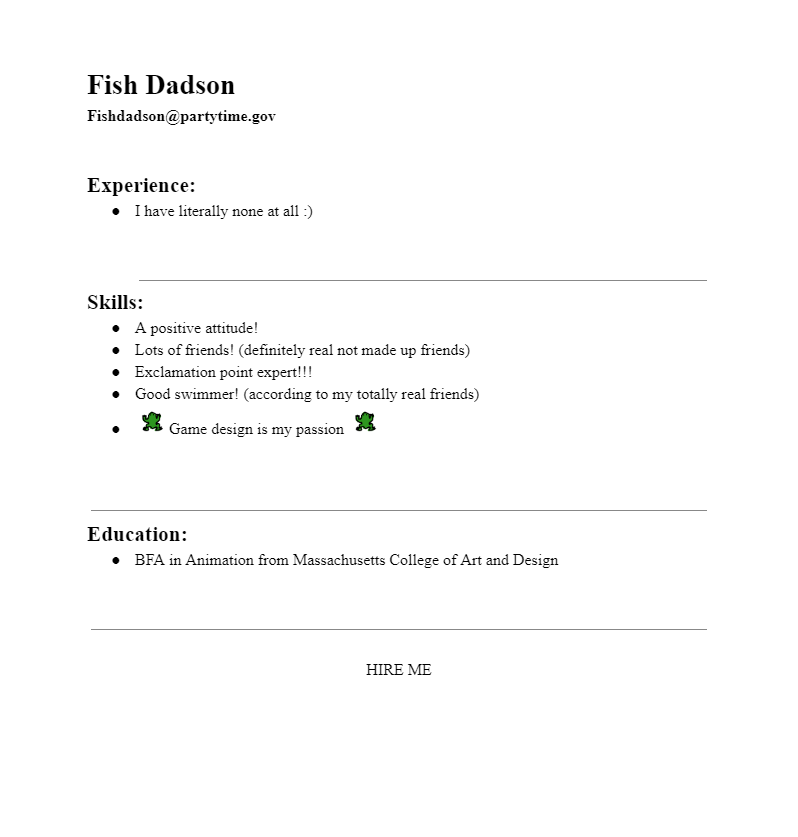 Fish Dadson
Fishdadson@partytime.gov
Experience:
● I have literally none at all :)
Skills:
● A positive attitude!
● Lots of friends! (definitely real not made up friends)
● Exclamation point expert!!!
● Good swimmer! (according to my totally real friends)
● Game design is my passion
Education:
● BFA in Animation from Massachusetts College of Art and Design
HIRE ME